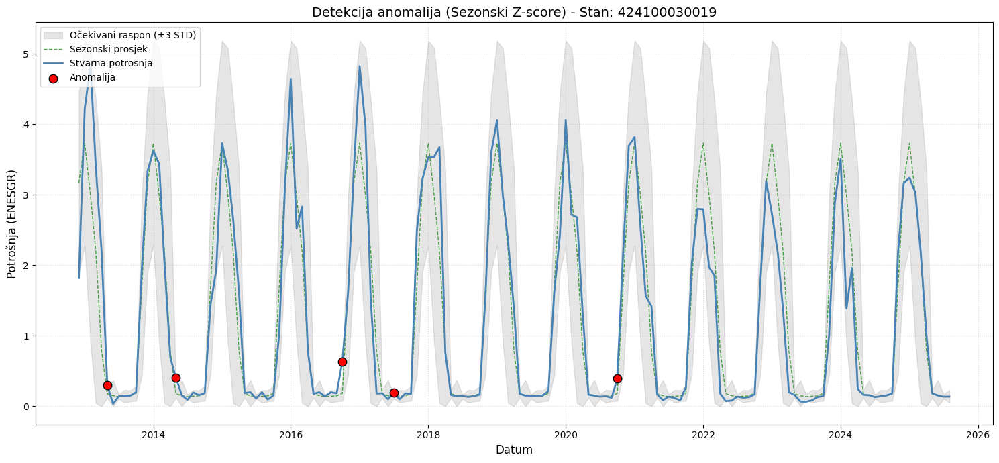 Detekcija anomalija (Sezonski Z-score) - Stan: 424100030019
Očekivani raspon (±3 STD)
Sezonski prosjek
Stvarna potrosnja
Anomalija
Potrošnja (ENESGR)
5
4
3
2
1
0
2014
2016
2018
2020
2022
2024
2026
Datum